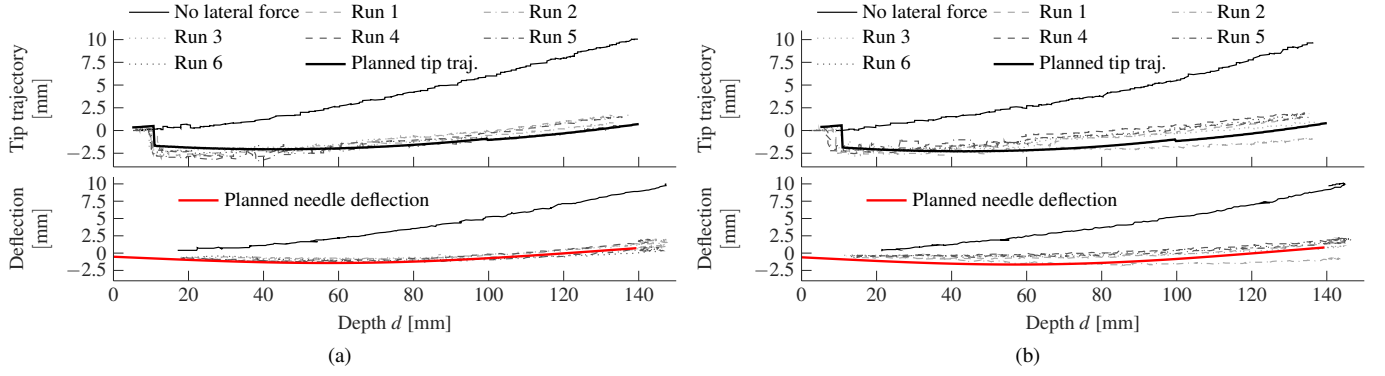 No lateral force Run 1 Run 2
Run 3 Run 4 Run 5
Run 6 Planned tip traj.
Tip trajectory
[mm]
10
7.5
5
2.5
0
−2.5
Planned needle deflection
Deflection
[mm]
10
7.5
5
2.5
0
−2.5
0 20 40 60 80 100 120 140
Depth d [mm]
(a)
No lateral force Run 1 Run 2
Run 3 Run 4 Run 5
Run 6 Planned tip traj.
Tip trajectory
[mm]
10
7.5
5
2.5
0
−2.5
Planned needle deflection
Deflection
[mm]
10
7.5
5
2.5
0
−2.5
0 20 40 60 80 100 120 140
Depth d [mm]
(b)